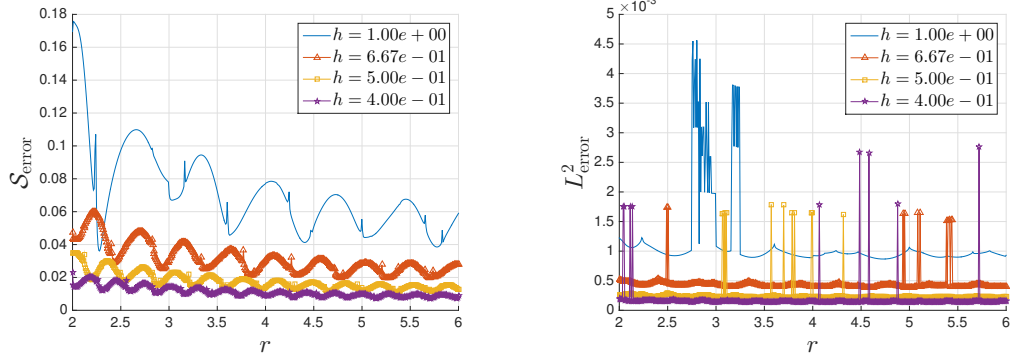 0.18
0.16
0.14
0.12
0.1
0.08
0.06
0.04
0.02
0
2 2.5 3 3.5 4 4.5 5 5.5 6
r
𝒮error
h = 1.00e + 00
h = 6.67e − 01
h = 5.00e − 01
h = 4.00e − 01
×10⁻³
5
4.5
4
3.5
3
2.5
2
1.5
1
0.5
0
2 2.5 3 3.5 4 4.5 5 5.5 6
r
L²error
h = 1.00e + 00
h = 6.67e − 01
h = 5.00e − 01
h = 4.00e − 01